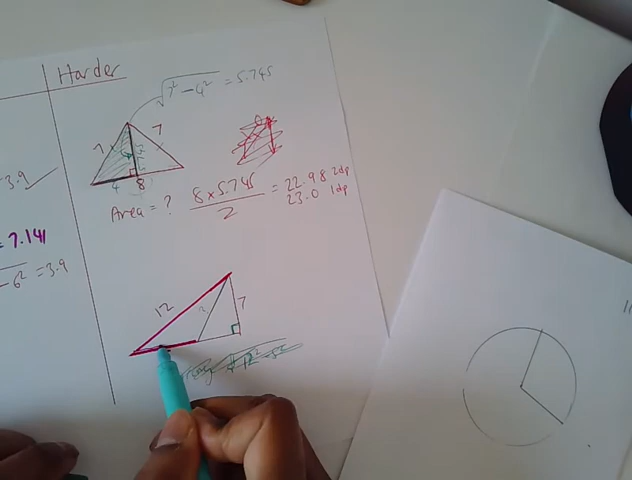 Harder
√7² - 4² = 5.745
7
7
4
8
Area = ? 8 x 5.745 / 2 = 22.98 2dp
23.0 1dp
3.9
= 7.141
- 6² = 3.9
12
7